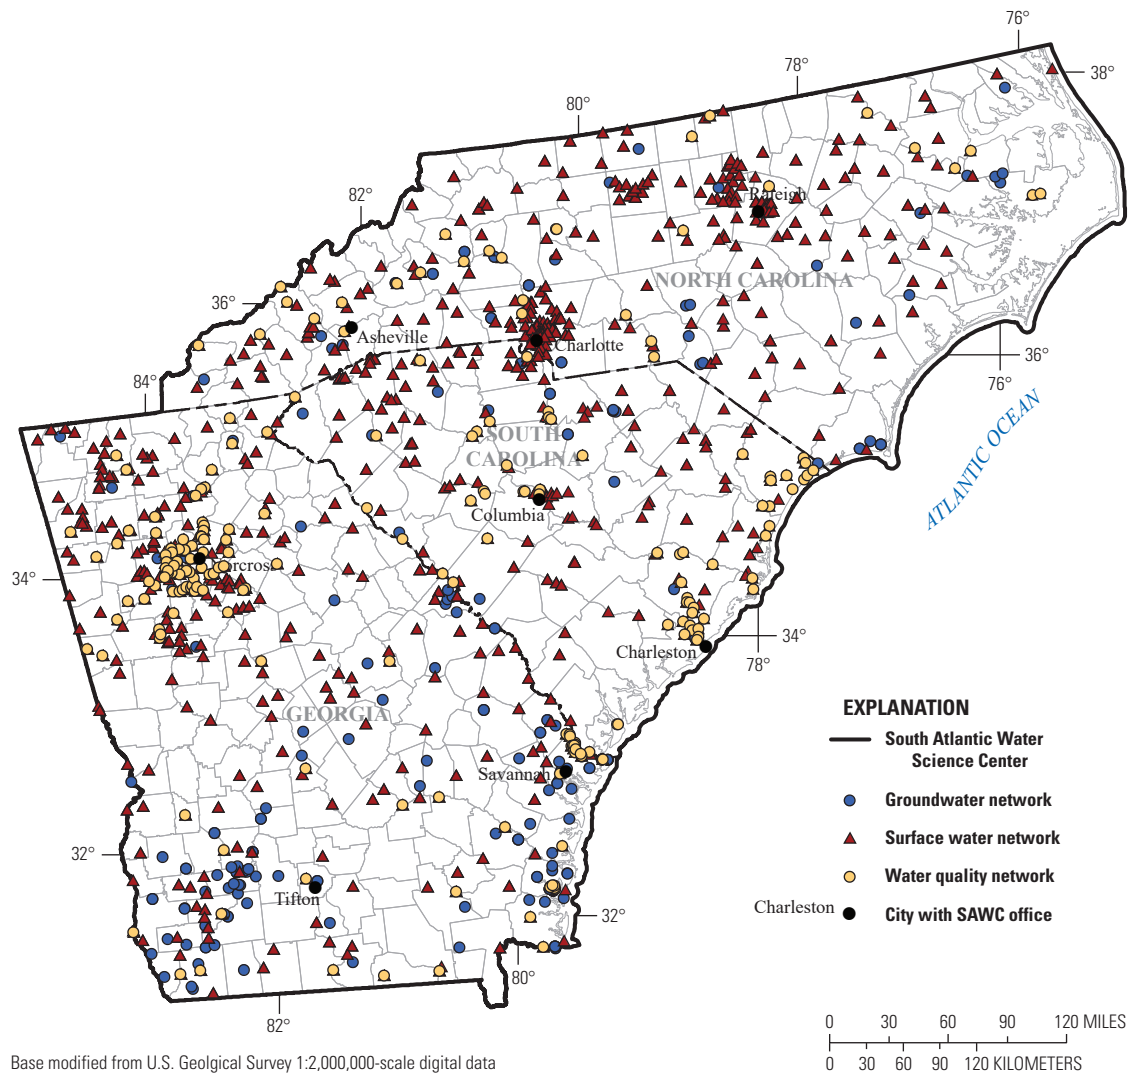 76°
78°
38°
80°
82°
Raleigh
NORTH CAROLINA
36°
Asheville
Charlotte
36°
76°
84°
ATLANTIC OCEAN
SOUTH
CAROLINA
Columbia
Norcross
34°
34°
Charleston
78°
GEORGIA
Savannah
32°
Tifton
32°
80°
82°
EXPLANATION
South Atlantic Water
Science Center
Groundwater network
Surface water network
Water quality network
Charleston
City with SAWC office
0 30 60 90 120 MILES
0 30 60 90 120 KILOMETERS
Base modified from U.S. Geolgical Survey 1:2,000,000-scale digital data